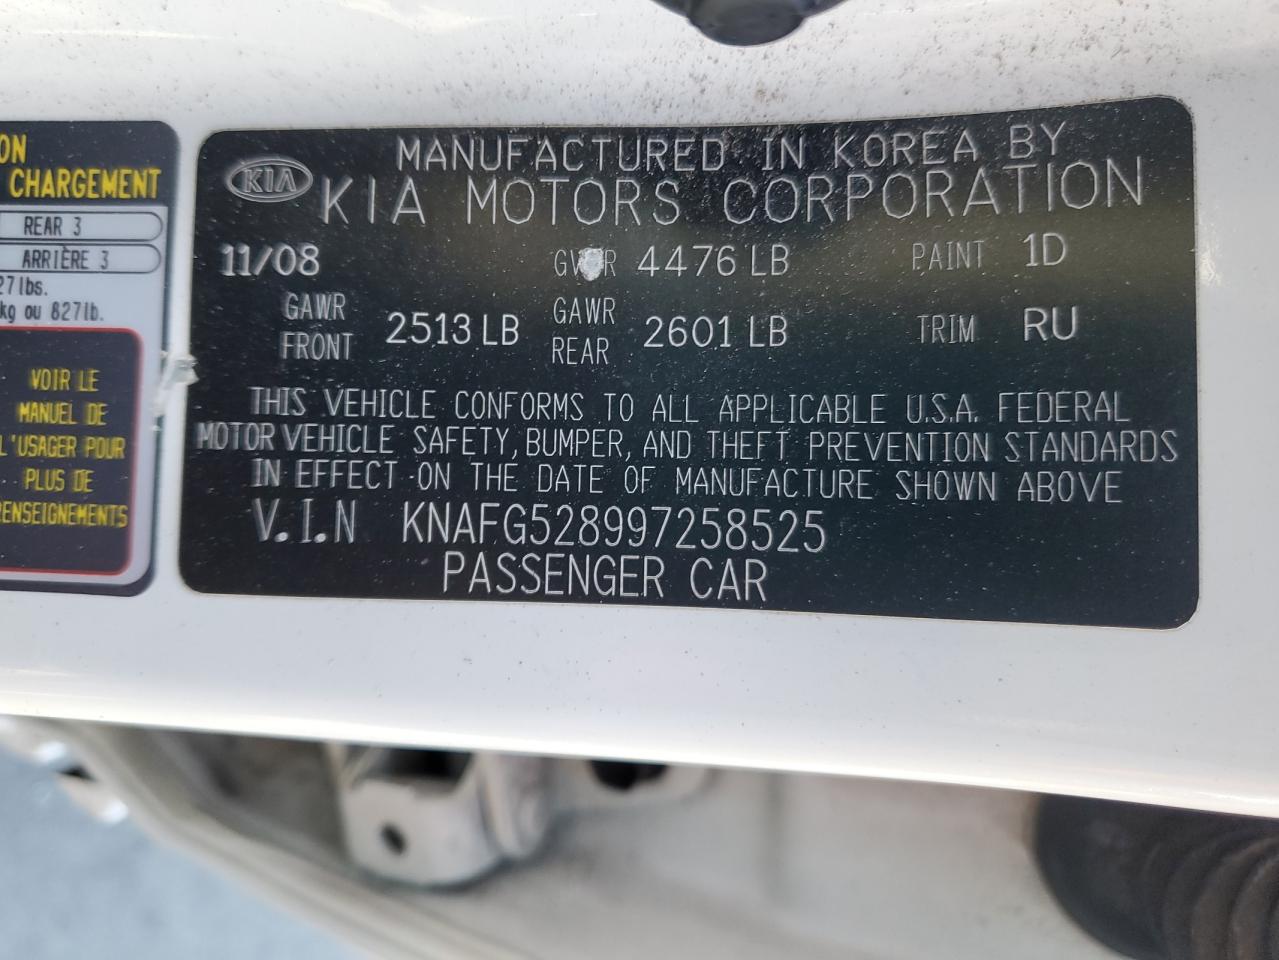 ON
CHARGEMENT
REAR 3
ARRIÈRE 3
27 lbs.
kg ou 827lb.
VOIR LE
MANUEL DE
L'USAGER POUR
PLUS DE
RENSEIGNEMENTS
KIA
MANUFACTURED IN KOREA BY
KIA MOTORS CORPORATION
11/08 GVWR 4476 LB PAINT 1D
GAWR FRONT 2513 LB GAWR REAR 2601 LB TRIM RU
THIS VEHICLE CONFORMS TO ALL APPLICABLE U.S.A. FEDERAL
MOTOR VEHICLE SAFETY, BUMPER, AND THEFT PREVENTION STANDARDS
IN EFFECT ON THE DATE OF MANUFACTURE SHOWN ABOVE
V.I.N KNAFG528997258525
PASSENGER CAR